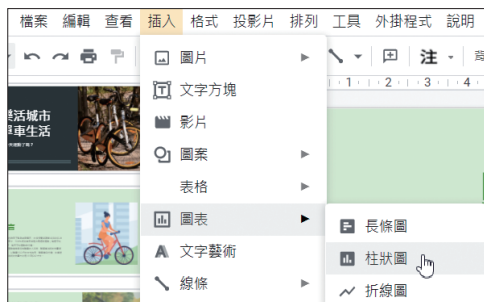 檔案 編輯 查看 插入 格式 投影片 排列 工具 外掛程式 說明
圖片
注
文字方塊
1 2 3 4
影片
活城市
車生活
圖案
表格
圖表
長條圖
文字藝術
柱狀圖
線條
折線圖